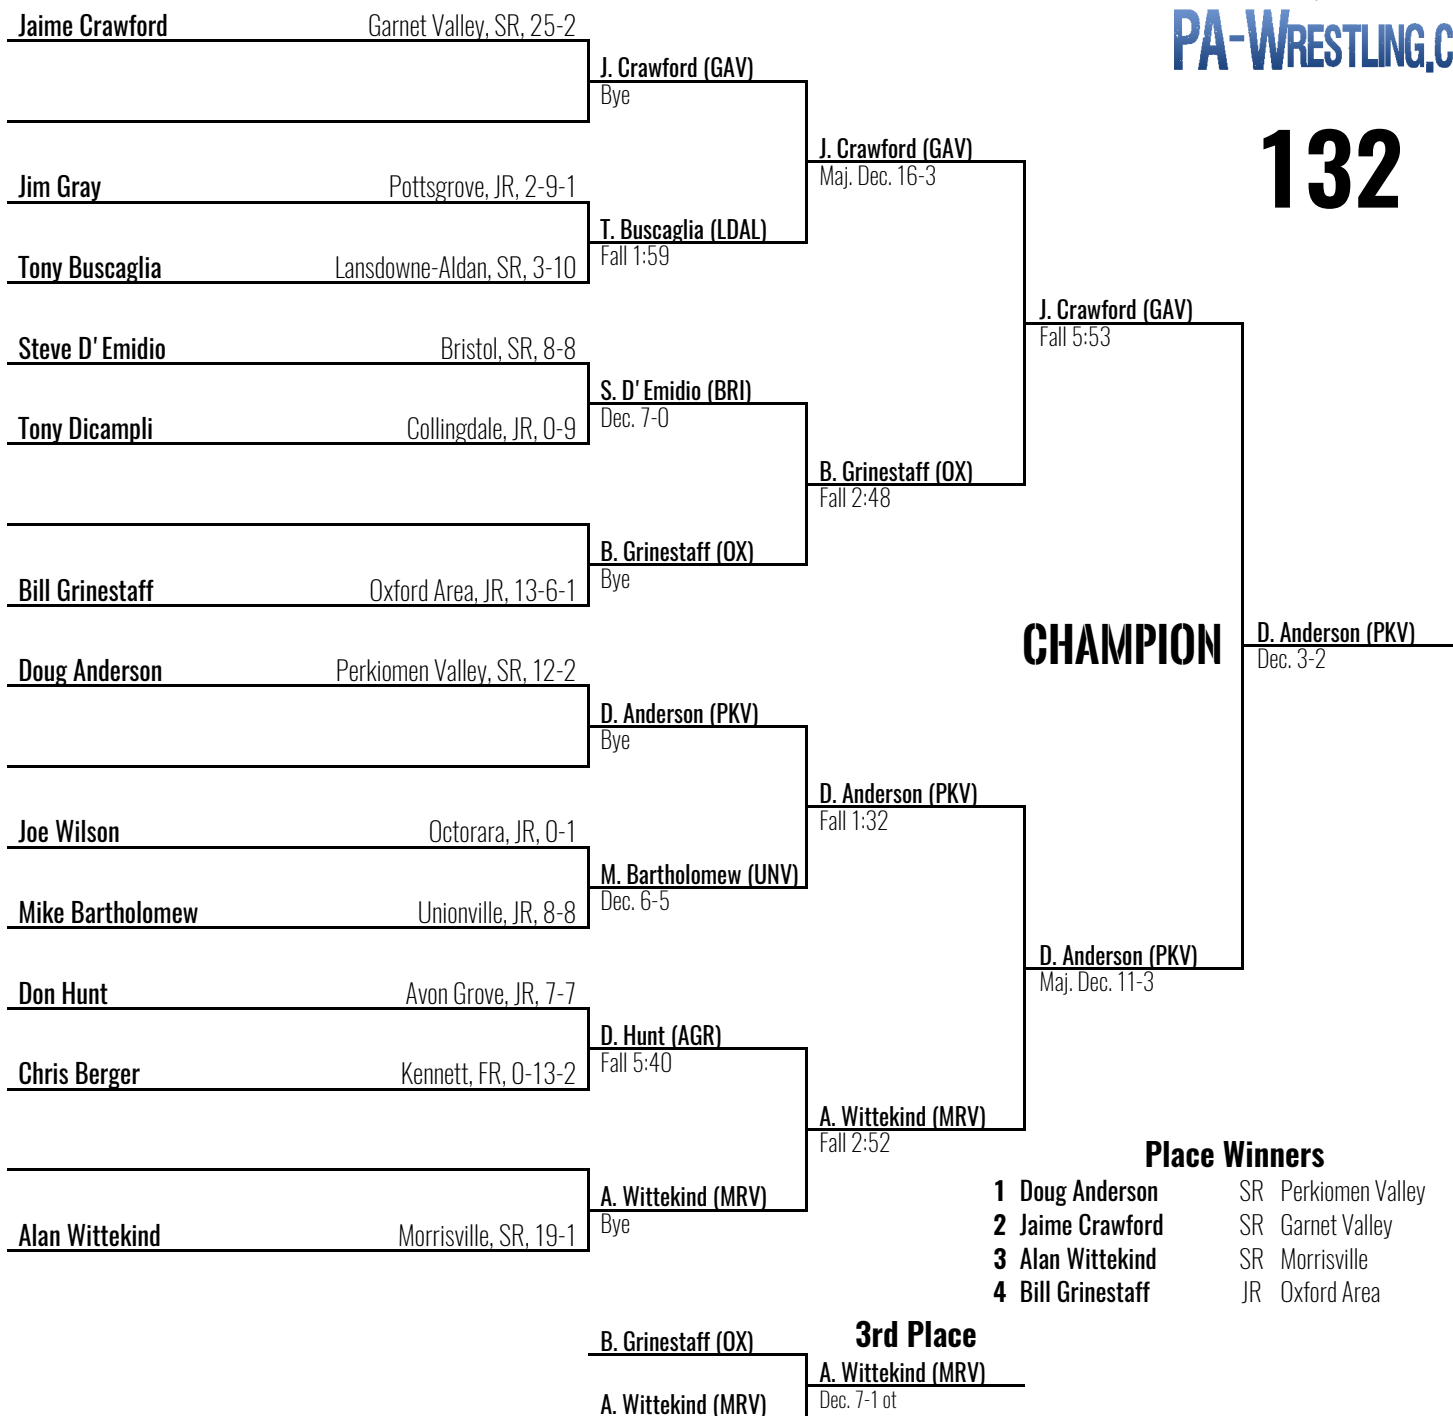 PA-WRESTLING.C
132
Jaime Crawford Garnet Valley, SR, 25-2
J. Crawford (GAV)
Bye
J. Crawford (GAV)
Maj. Dec. 16-3
Jim Gray Pottsgrove, JR, 2-9-1
T. Buscaglia (LDAL)
Fall 1:59
Tony Buscaglia Lansdowne-Aldan, SR, 3-10
J. Crawford (GAV)
Fall 5:53
Steve D'Emidio Bristol, SR, 8-8
S. D'Emidio (BRI)
Dec. 7-0
Tony Dicampli Collingdale, JR, 0-9
B. Grinestaff (OX)
Fall 2:48
B. Grinestaff (OX)
Bye
Bill Grinestaff Oxford Area, JR, 13-6-1
CHAMPION
D. Anderson (PKV)
Dec. 3-2
Doug Anderson Perkiomen Valley, SR, 12-2
D. Anderson (PKV)
Bye
D. Anderson (PKV)
Fall 1:32
Joe Wilson Octorara, JR, 0-1
M. Bartholomew (UNV)
Dec. 6-5
Mike Bartholomew Unionville, JR, 8-8
D. Anderson (PKV)
Maj. Dec. 11-3
Don Hunt Avon Grove, JR, 7-7
D. Hunt (AGR)
Fall 5:40
Chris Berger Kennett, FR, 0-13-2
A. Wittekind (MRV)
Fall 2:52
A. Wittekind (MRV)
Bye
Alan Wittekind Morrisville, SR, 19-1
Place Winners
1 Doug Anderson SR Perkiomen Valley
2 Jaime Crawford SR Garnet Valley
3 Alan Wittekind SR Morrisville
4 Bill Grinestaff JR Oxford Area
3rd Place
B. Grinestaff (OX)
A. Wittekind (MRV)
Dec. 7-1 ot
A. Wittekind (MRV)